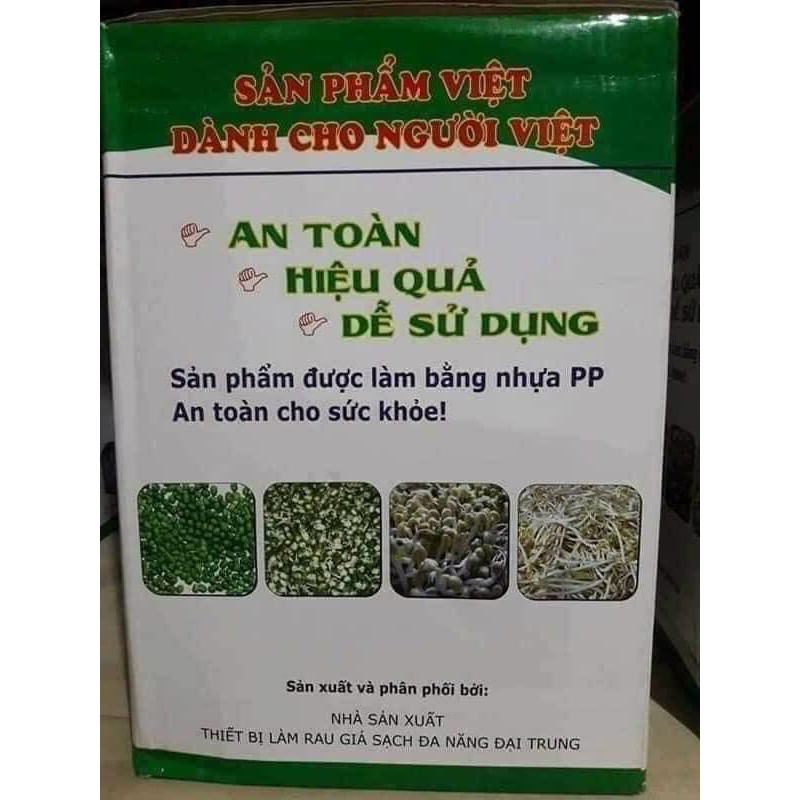 SẢN PHẨM VIỆT
DÀNH CHO NGƯỜI VIỆT
AN TOÀN
HIỆU QUẢ
DỄ SỬ DỤNG
Sản phẩm được làm bằng nhựa PP
An toàn cho sức khỏe!
Sản xuất và phân phối bởi:
NHÀ SẢN XUẤT
THIẾT BỊ LÀM RAU GIÁ SẠCH ĐA NĂNG ĐẠI TRUNG